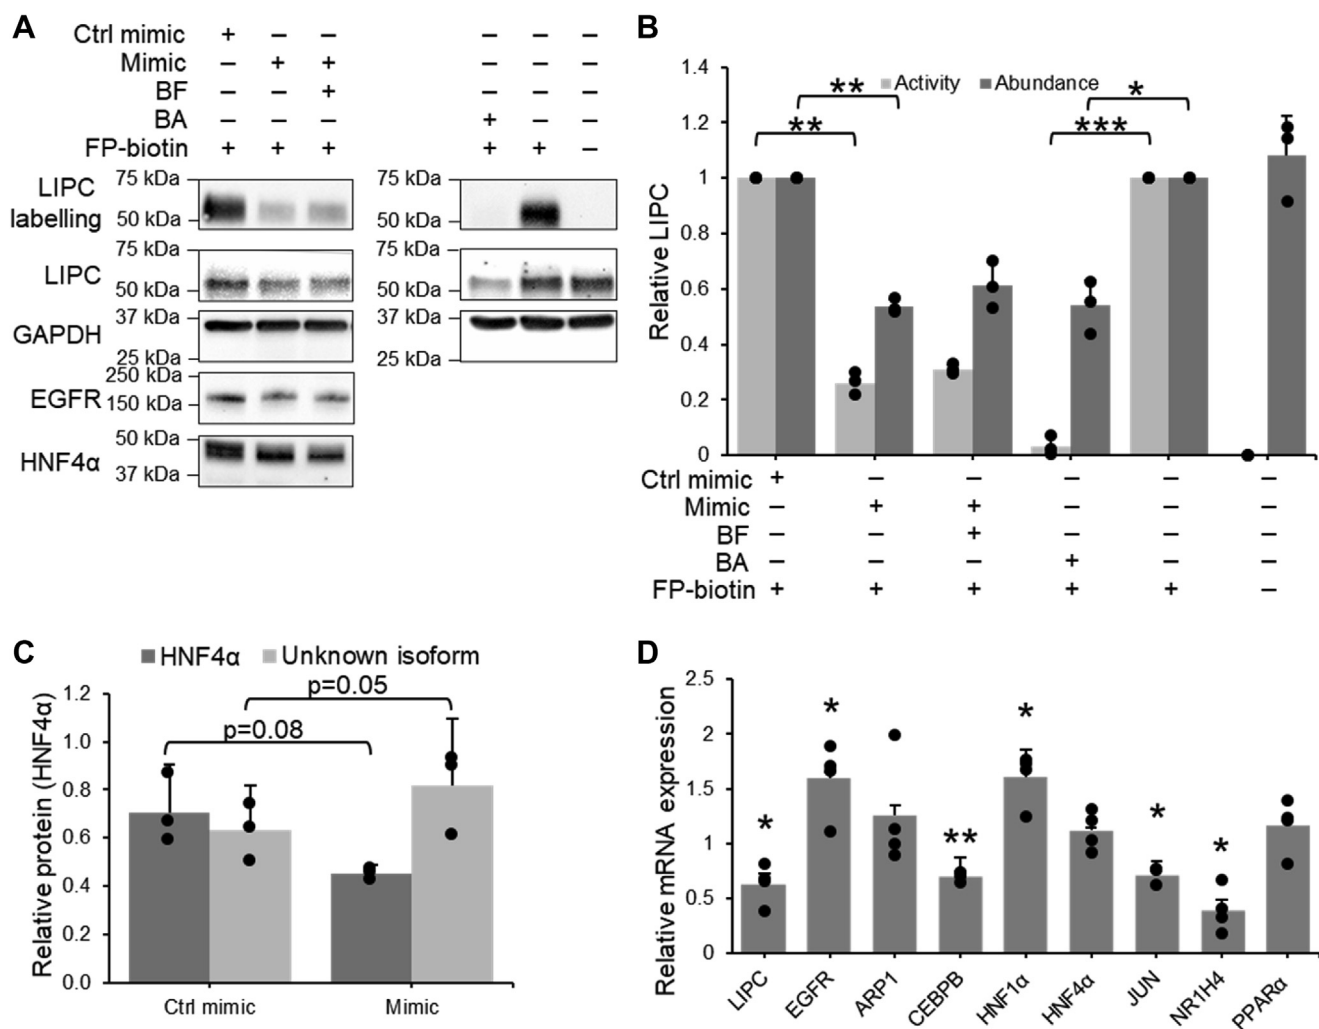 A
Ctrl mimic + − − − − −
Mimic − + + − − −
BF − − + − − −
BA − − − + − −
FP-biotin + + + + + −
LIPC labelling
75 kDa
50 kDa
75 kDa
50 kDa
LIPC
75 kDa
50 kDa
75 kDa
50 kDa
GAPDH
37 kDa
25 kDa
37 kDa
25 kDa
EGFR
250 kDa
150 kDa
HNF4α
50 kDa
37 kDa
B
Activity Abundance
Relative LIPC
1.4
1.2
1
0.8
0.6
0.4
0.2
0
** ** *** *
Ctrl mimic + − − − − −
Mimic − + + − − −
BF − − + − − −
BA − − − + − −
FP-biotin + + + + + −
C
HNF4α Unknown isoform
Relative protein (HNF4α)
1.2
1.0
0.8
0.6
0.4
0.2
0.0
p=0.05
p=0.08
Ctrl mimic Mimic
D
Relative mRNA expression
2.5
2
1.5
1
0.5
0
* * ** * * *
LIPC EGFR ARP1 CEBPB HNF1α HNF4α JUN NR1H4 PPARα